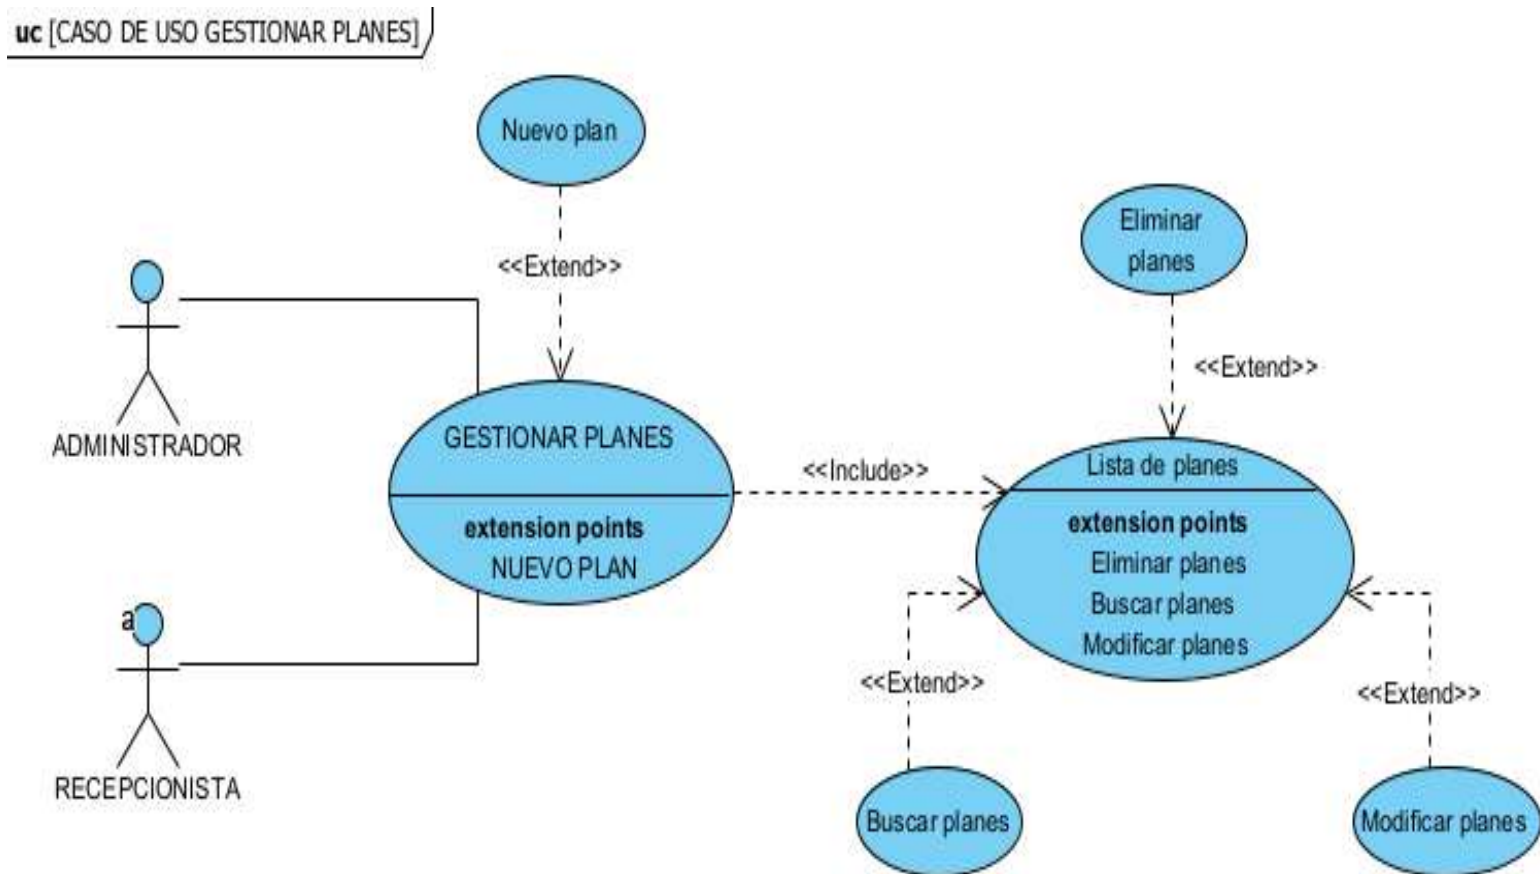 uc [CASO DE USO GESTIONAR PLANES]
Nuevo plan
<<Extend>>
Eliminar
planes
<<Extend>>
ADMINISTRADOR
GESTIONAR PLANES
extension points
NUEVO PLAN
<<Include>>
Lista de planes
extension points
Eliminar planes
Buscar planes
Modificar planes
a
RECEPCIONISTA
<<Extend>>
<<Extend>>
Buscar planes
Modificar planes